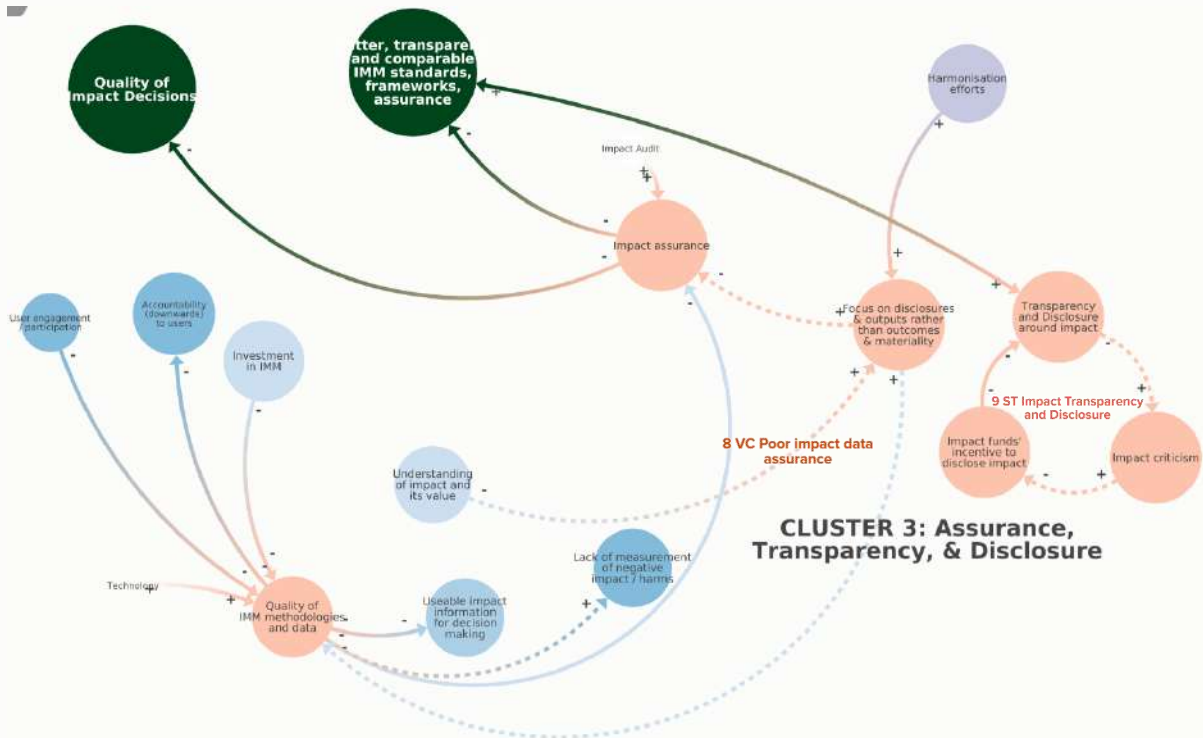 Quality of
Impact Decisions
tter, transparen
and comparable
IMM standards,
frameworks,
assurance
Harmonisation
efforts
Impact Audit
Impact assurance
User engagement
/ participation
Accountability
(downwards)
to users
Investment
in IMM
Focus on disclosures
& outputs rather
than outcomes
& materiality
Transparency
and Disclosure
around impact
9 ST Impact Transparency
and Disclosure
Impact funds'
incentive to
disclose impact
Impact criticism
8 VC Poor impact data
assurance
Understanding
of impact and
its value
CLUSTER 3: Assurance,
Transparency, & Disclosure
Lack of measurement
of negative
impact / harms
Technology
Quality of
IMM methodologies
and data
Useable impact
information
for decision
making